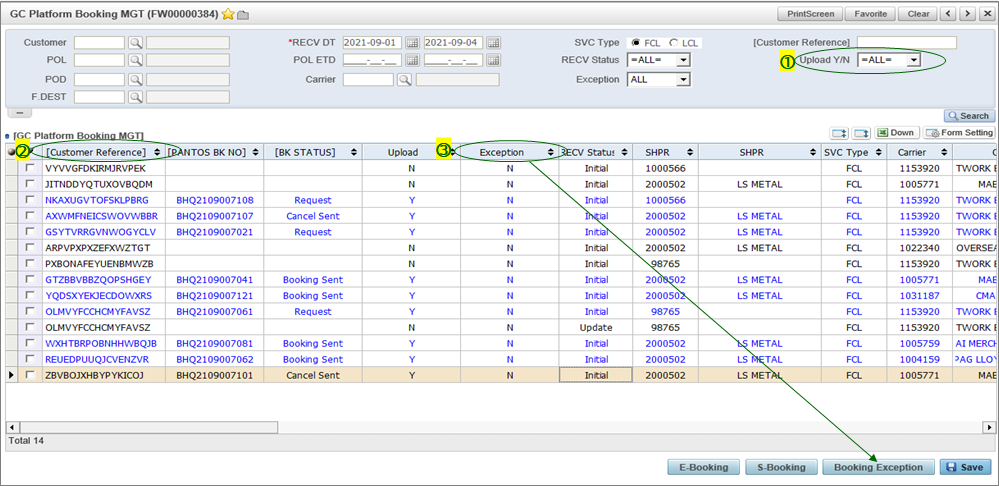 GC Platform Booking MGT (FW00000384)
PrintScreen Favorite Clear
Customer *RECV DT 2021-09-01 2021-09-04 SVC Type FCL LCL [Customer Reference]
POL POL ETD ____-__-__ ____-__-__ RECV Status =ALL= ① Upload Y/N =ALL=
POD Carrier Exception ALL
F.DEST
Search
[GC Platform Booking MGT] Down Form Setting
② [Customer Reference] [PANTOS BK NO] [BK STATUS] Upload ③ Exception RECV Status SHPR SHPR SVC Type Carrier C
VYVVGFDKIRMJRVPEK N N Initial 1000566 FCL 1153920 TWORK E
JITNDDYQTUXOVBQDM N N Initial 2000502 LS METAL FCL 1005771 MAE
NKAXUGVTOFSKLPBRG BHQ2109007108 Request Y N Initial 1000566 FCL 1153920 TWORK E
AXWMFNEICSWOVWBBR BHQ2109007107 Cancel Sent Y N Initial 2000502 LS METAL FCL 1153920 TWORK E
GSYTVRRGVNWOGYCLV BHQ2109007021 Request Y N Initial 2000502 LS METAL FCL 1153920 TWORK E
ARPVPXPXZEFXWZTGT N N Initial 2000502 LS METAL FCL 1022340 OVERSEA
PXBONAFEYUENBMWZB N N Initial 98765 FCL 1153920 TWORK E
GTZBBVBBZQOPSHGEY BHQ2109007041 Booking Sent Y N Initial 2000502 LS METAL FCL 1005771 MAE
YQDSXYEKJECDOWXRS BHQ2109007121 Booking Sent Y N Initial 2000502 LS METAL FCL 1031187 CMA
OLMVYFCCHCMYFAVSZ BHQ2109007061 Request Y N Initial 98765 FCL 1153920 TWORK E
OLMVYFCCHCMYFAVSZ N N Update 98765 FCL 1153920 TWORK E
WXHTBRPOBNHHWBQJB BHQ2109007081 Booking Sent Y N Initial 2000502 LS METAL FCL 1005759 AI MERCH
REUEDPUUQJCVENZVR BHQ2109007062 Booking Sent Y N Initial 2000502 LS METAL FCL 1004159 PAG LLOY
ZBVBOJXHBYPYKICOJ BHQ2109007101 Cancel Sent Y N Initial 2000502 LS METAL FCL 1005771 MAE
Total 14
E-Booking S-Booking Booking Exception Save